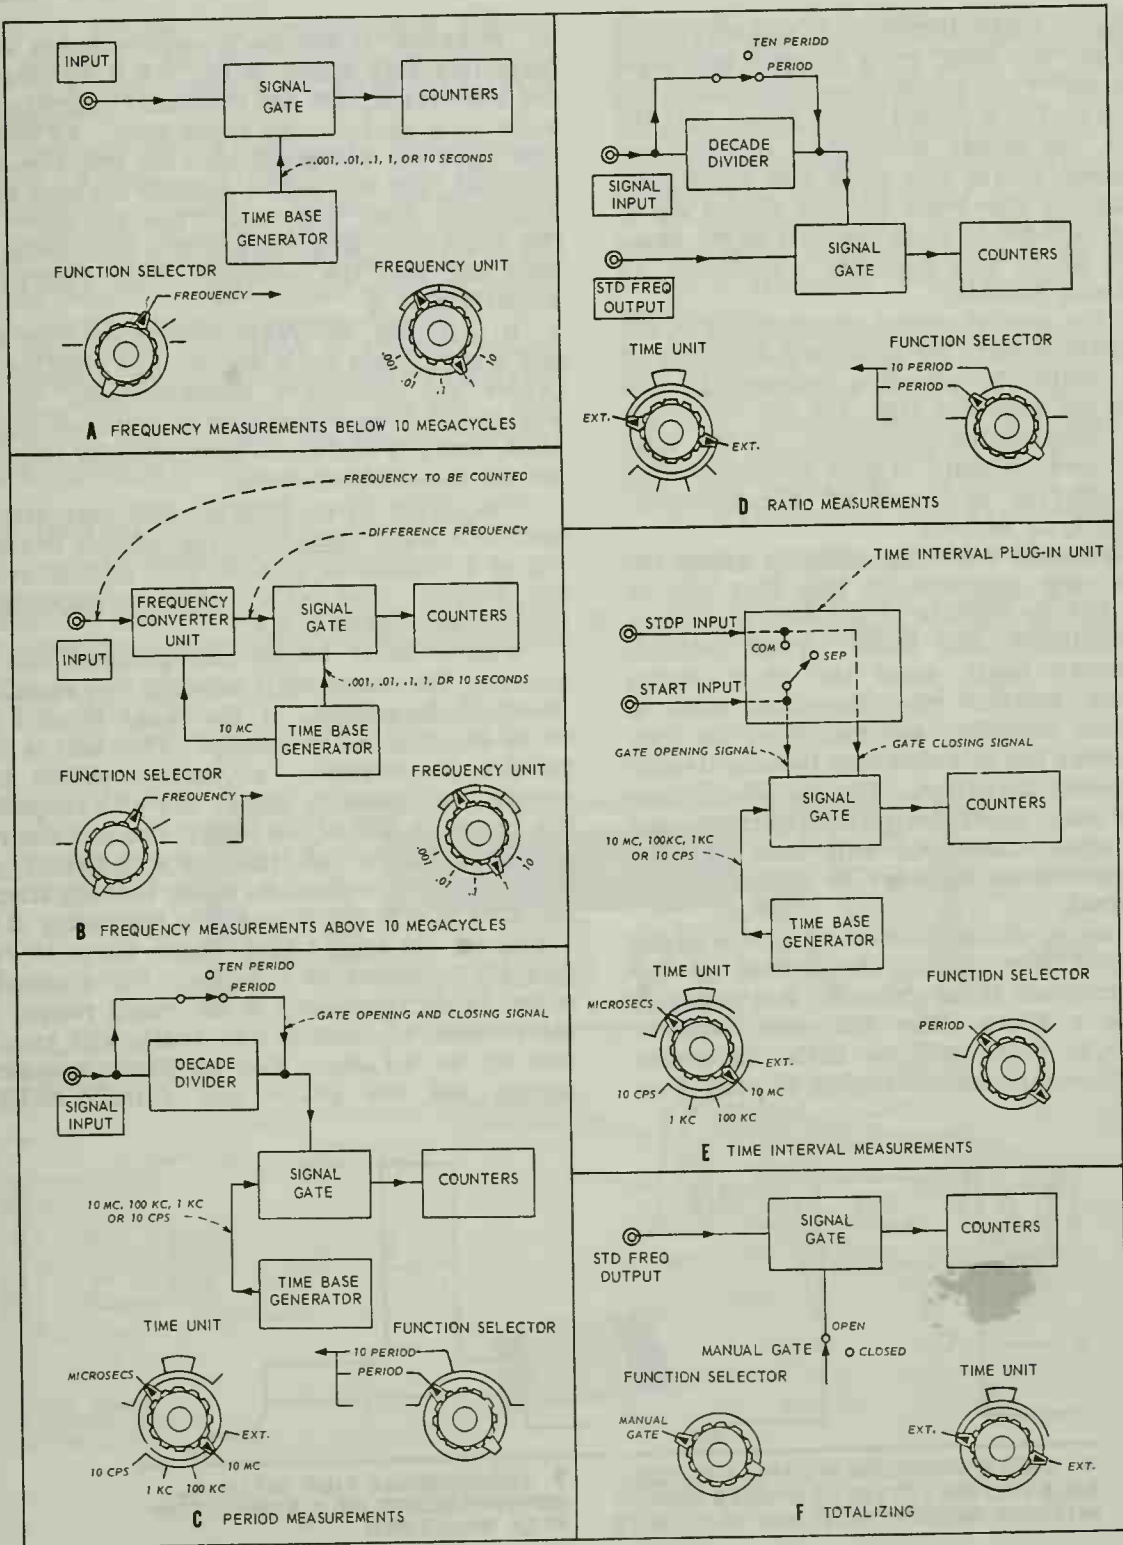 INPUT
SIGNAL
GATE
COUNTERS
.001, .01, .1, 1, OR 10 SECONDS
TIME BASE
GENERATOR
FUNCTION SELECTDR
FREQUENCY
FREQUENCY UNIT
.001
.01
.1
1
10
A FREQUENCY MEASUREMENTS BELOW 10 MEGACYCLES
FREQUENCY TO BE COUNTED
DIFFERENCE FREQUENCY
FREQUENCY
CONVERTER
UNIT
SIGNAL
GATE
COUNTERS
INPUT
.001, .01, .1, 1, DR 10 SECONDS
10 MC
TIME BASE
GENERATOR
FUNCTION SELECTOR
FREQUENCY
FREQUENCY UNIT
.001
.01
.1
1
10
B FREQUENCY MEASUREMENTS ABOVE 10 MEGACYCLES
TEN PERIDO
PERIOD
GATE OPENING AND CLOSING SIGNAL
DECADE
DIVIDER
SIGNAL
INPUT
SIGNAL
GATE
COUNTERS
10 MC, 100 KC, 1 KC
OR 10 CPS
TIME BASE
GENERATDR
TIME UNIT
MICROSECS
EXT.
10 MC
100 KC
1 KC
10 CPS
FUNCTION SELECTOR
10 PERIOD
PERIOD
C PERIOD MEASUREMENTS
TEN PERIDD
PERIOD
DECADE
DIVIDER
SIGNAL
INPUT
SIGNAL
GATE
COUNTERS
STD FREQ
OUTPUT
TIME UNIT
EXT.
EXT.
FUNCTION SELECTOR
10 PERIOD
PERIOD
D RATIO MEASUREMENTS
TIME INTERVAL PLUG-IN UNIT
STOP INPUT
COM
SEP
START INPUT
GATE OPENING SIGNAL
GATE CLOSING SIGNAL
SIGNAL
GATE
COUNTERS
10 MC, 100KC, 1KC
OR 10 CPS
TIME BASE
GENERATOR
TIME UNIT
MICROSECS
EXT.
10 MC
100 KC
1 KC
10 CPS
FUNCTIDN SELECTOR
PERIOD
E TIME INTERVAL MEASUREMENTS
SIGNAL
GATE
COUNTERS
STD FREQ
DUTPUT
OPEN
MANUAL GATE
CLOSED
FUNCTION SELECTOR
MANUAL
GATE
TIME UNIT
EXT.
EXT.
F TOTALIZING